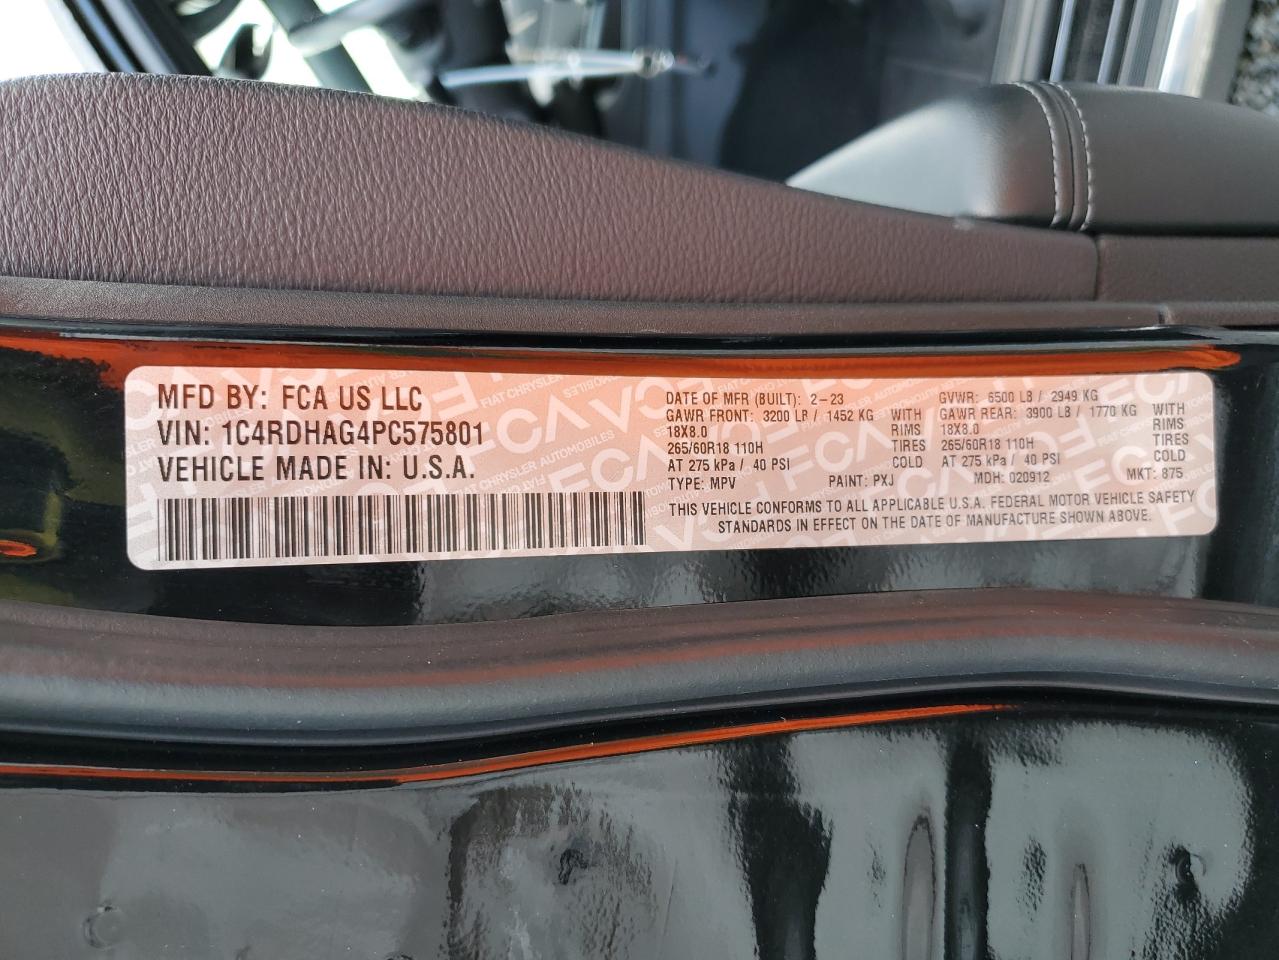 MFD BY: FCA US LLC
VIN: 1C4RDHAG4PC575801
VEHICLE MADE IN: U.S.A.
DATE OF MFR (BUILT): 2-23 GVWR: 6500 LB / 2949 KG
GAWR FRONT: 3200 LB / 1452 KG WITH GAWR REAR: 3900 LB / 1770 KG WITH
18X8.0 RIMS 18X8.0 RIMS
265/60R18 110H TIRES 265/60R18 110H TIRES
AT 275 kPa / 40 PSI COLD AT 275 kPa / 40 PSI COLD
TYPE: MPV PAINT: PXJ MDH: 020912 MKT: 875
THIS VEHICLE CONFORMS TO ALL APPLICABLE U.S.A. FEDERAL MOTOR VEHICLE SAFETY
STANDARDS IN EFFECT ON THE DATE OF MANUFACTURE SHOWN ABOVE.